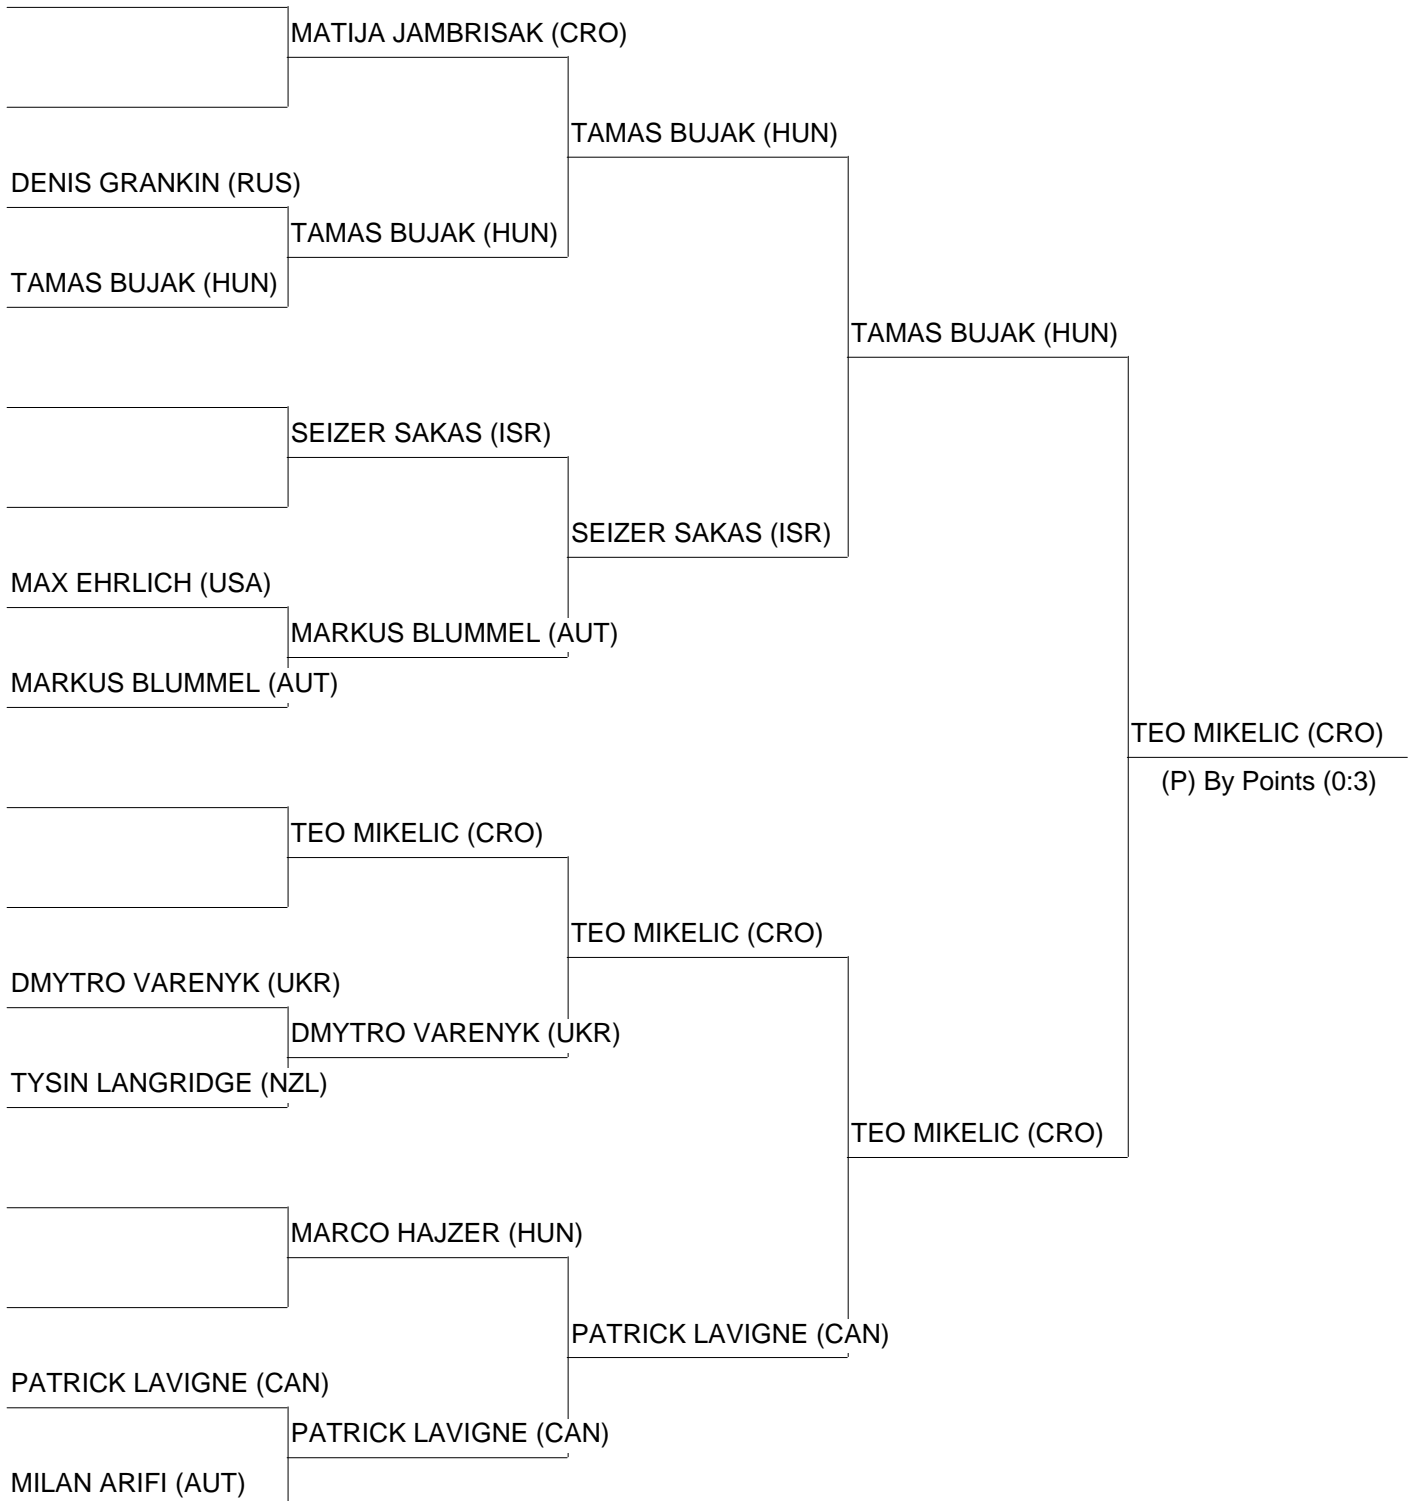 MATIJA JAMBRISAK (CRO)
TAMAS BUJAK (HUN)
DENIS GRANKIN (RUS)
TAMAS BUJAK (HUN)
TAMAS BUJAK (HUN)
TAMAS BUJAK (HUN)
SEIZER SAKAS (ISR)
SEIZER SAKAS (ISR)
MAX EHRLICH (USA)
MARKUS BLUMMEL (AUT)
MARKUS BLUMMEL (AUT)
TEO MIKELIC (CRO)
(P) By Points (0:3)
TEO MIKELIC (CRO)
TEO MIKELIC (CRO)
DMYTRO VARENYK (UKR)
DMYTRO VARENYK (UKR)
TYSIN LANGRIDGE (NZL)
TEO MIKELIC (CRO)
MARCO HAJZER (HUN)
PATRICK LAVIGNE (CAN)
PATRICK LAVIGNE (CAN)
PATRICK LAVIGNE (CAN)
MILAN ARIFI (AUT)